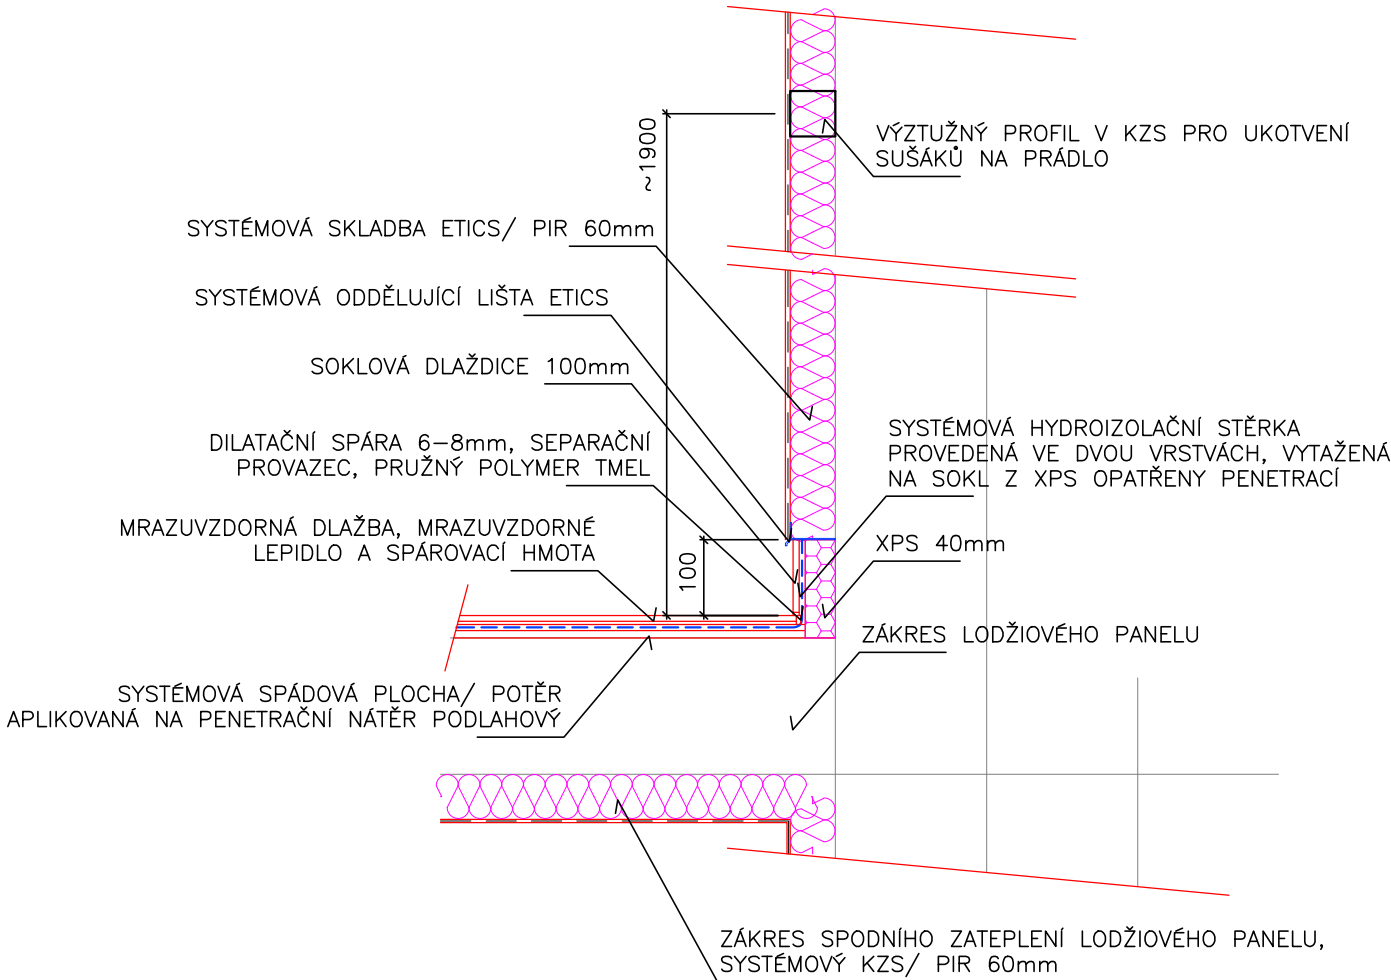 VÝZTUŽNÝ PROFIL V KZS PRO UKOTVENÍ
SUŠÁKŮ NA PRÁDLO
~1900
SYSTÉMOVÁ SKLADBA ETICS/ PIR 60mm
SYSTÉMOVÁ ODDĚLUJÍCÍ LIŠTA ETICS
SOKLOVÁ DLAŽDICE 100mm
DILATAČNÍ SPÁRA 6-8mm, SEPARAČNÍ
PROVAZEC, PRUŽNÝ POLYMER TMEL
SYSTÉMOVÁ HYDROIZOLAČNÍ STĚRKA
PROVEDENÁ VE DVOU VRSTVÁCH, VYTAŽENÁ
NA SOKL Z XPS OPATŘENY PENETRACÍ
MRAZUVZDORNÁ DLAŽBA, MRAZUVZDORNÉ
LEPIDLO A SPÁROVACÍ HMOTA
100
XPS 40mm
ZÁKRES LODŽIOVÉHO PANELU
SYSTÉMOVÁ SPÁDOVÁ PLOCHA/ POTĚR
APLIKOVANÁ NA PENETRAČNÍ NÁTĚR PODLAHOVÝ
ZÁKRES SPODNÍHO ZATEPLENÍ LODŽIOVÉHO PANELU,
SYSTÉMOVÝ KZS/ PIR 60mm